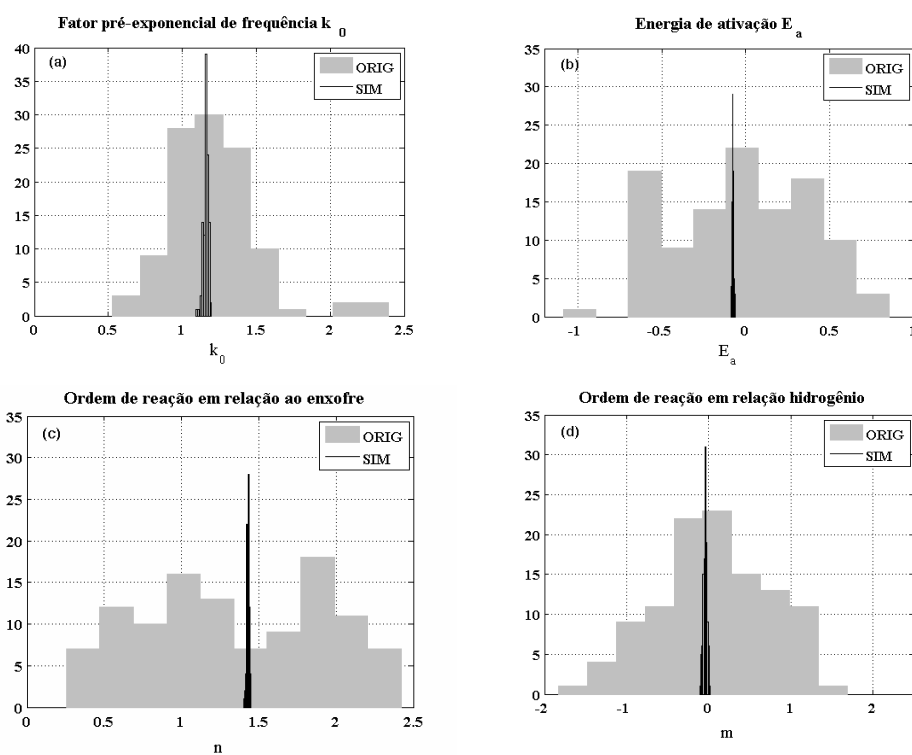 Fator pré-exponencial de frequência k 0
(a)
ORIG
SIM
40
35
30
25
20
15
10
5
0
0 0.5 1 1.5 2 2.5
k0
Energia de ativação E a
(b)
ORIG
SIM
35
30
25
20
15
10
5
0
-1 -0.5 0 0.5 1
E a
Ordem de reação em relação ao enxofre
(c)
ORIG
SIM
35
30
25
20
15
10
5
0
0 0.5 1 1.5 2 2.5
n
Ordem de reação em relação hidrogênio
(d)
ORIG
SIM
35
30
25
20
15
10
5
0
-2 -1 0 1 2
m